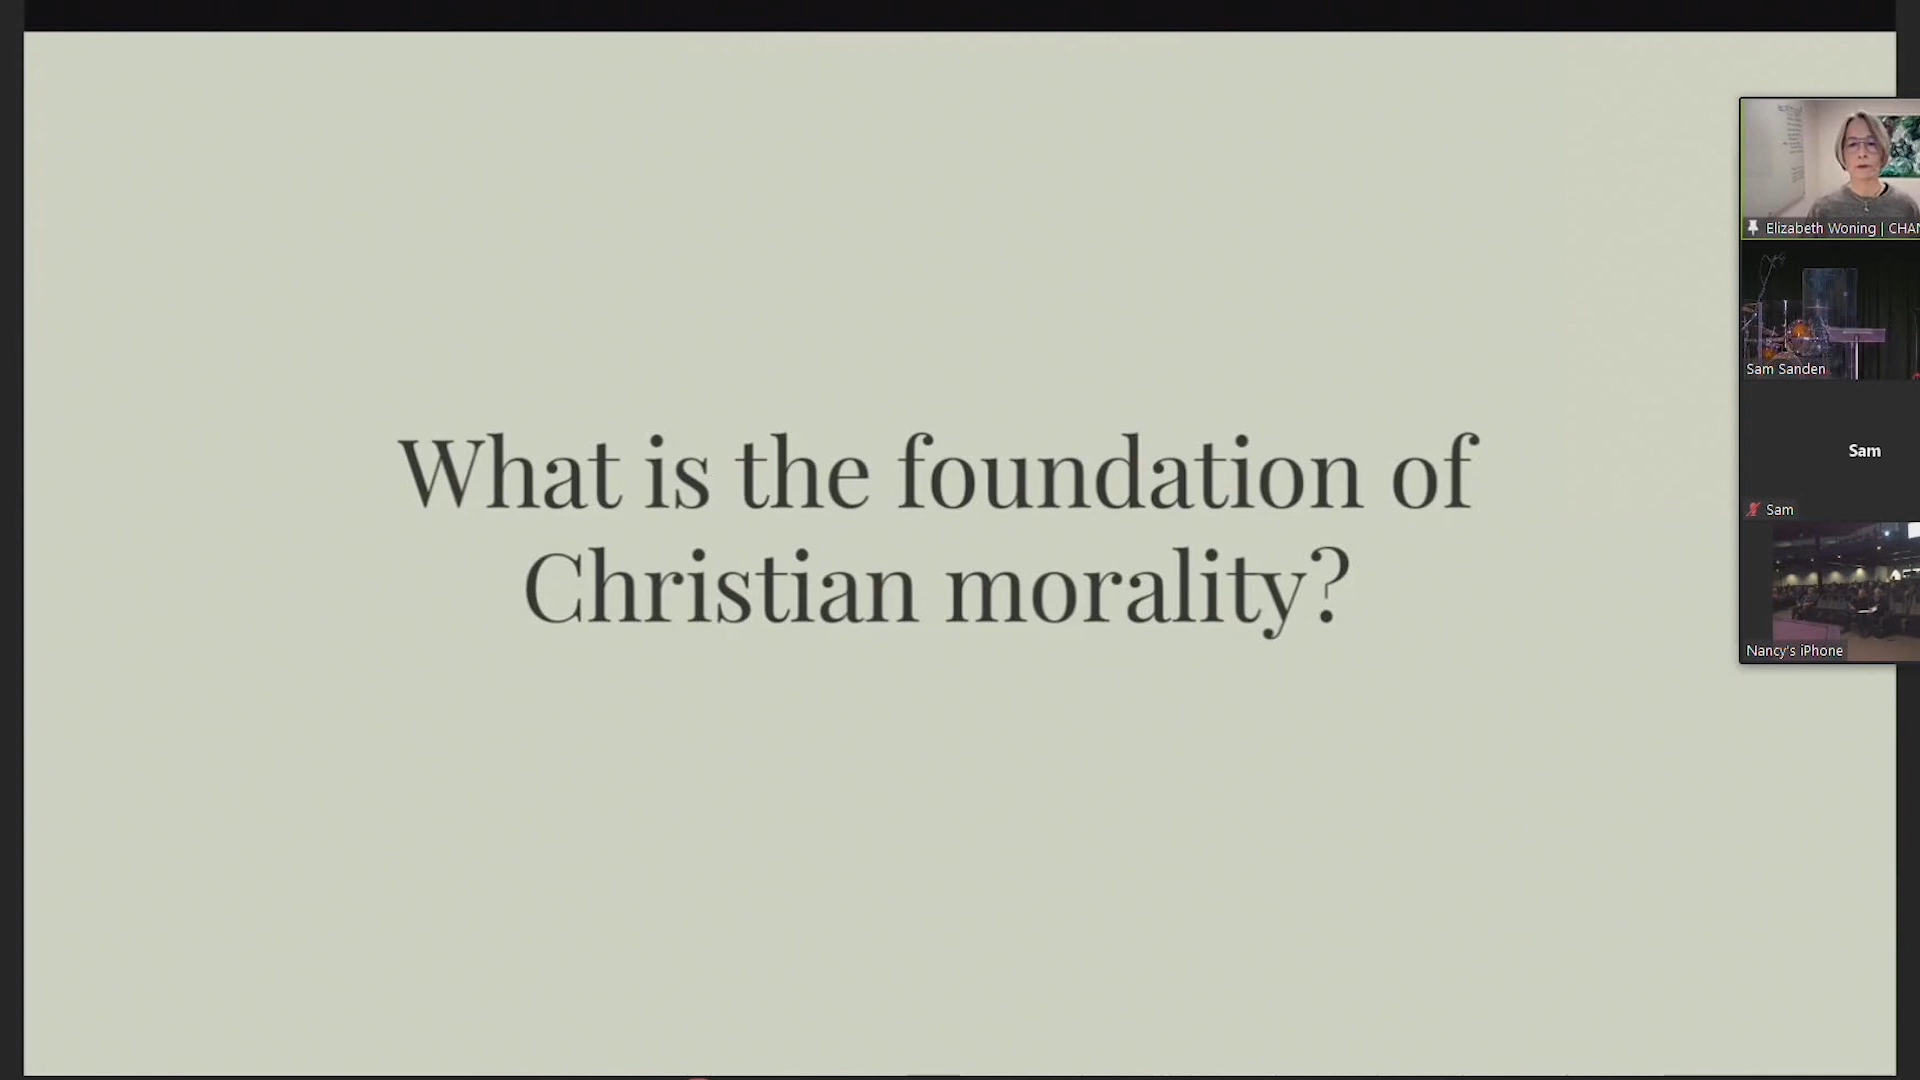 What is the foundation of
Christian morality?
Elizabeth Woning | CHAN
Sam Sanden
Sam
Sam
Nancy's iPhone